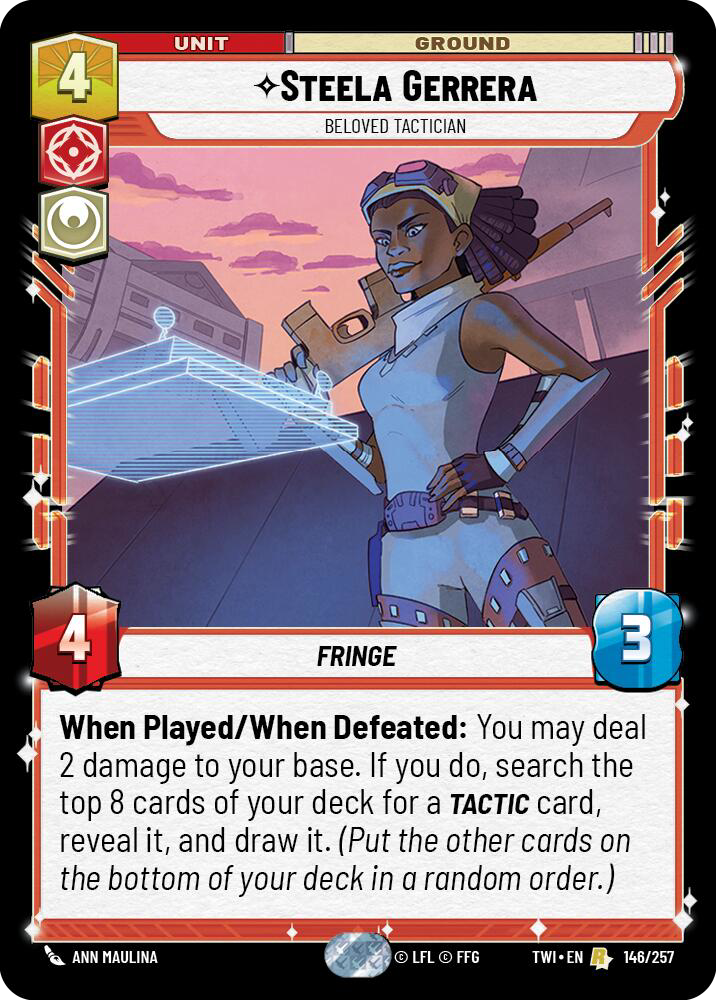 UNIT
GROUND
4
✧STEELA GERRERA
BELOVED TACTICIAN
4
FRINGE
3
When Played/When Defeated: You may deal
2 damage to your base. If you do, search the
top 8 cards of your deck for a TACTIC card,
reveal it, and draw it. (Put the other cards on
the bottom of your deck in a random order.)
ANN MAULINA
© LFL © FFG
TWI • EN R 146/257